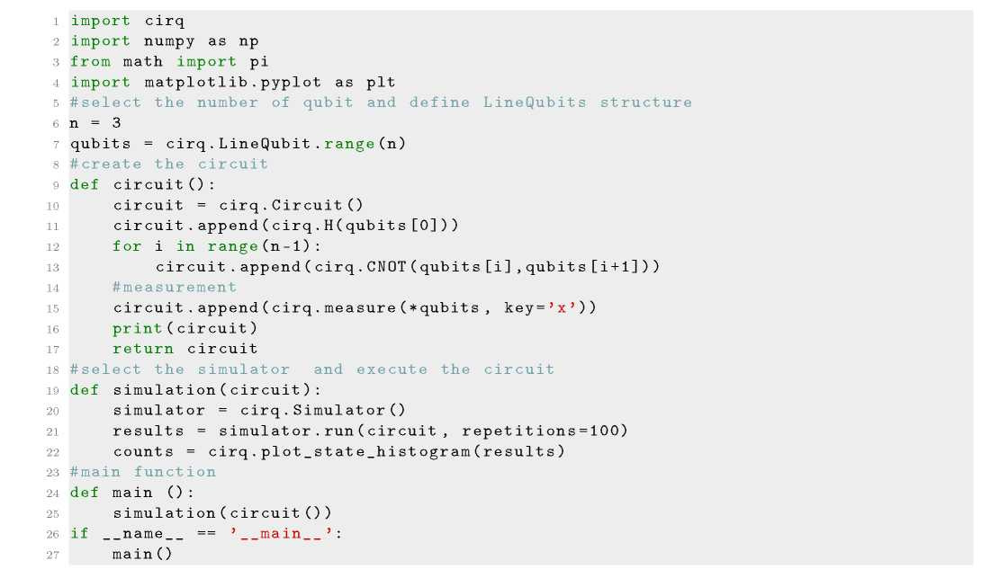 1 import cirq
2 import numpy as np
3 from math import pi
4 import matplotlib.pyplot as plt
5 #select the number of qubit and define LineQubits structure
6 n = 3
7 qubits = cirq.LineQubit.range(n)
8 #create the circuit
9 def circuit():
10     circuit = cirq.Circuit()
11     circuit.append(cirq.H(qubits[0]))
12     for i in range(n-1):
13         circuit.append(cirq.CNOT(qubits[i],qubits[i+1]))
14     #measurement
15     circuit.append(cirq.measure(*qubits, key='x'))
16     print(circuit)
17     return circuit
18 #select the simulator  and execute the circuit
19 def simulation(circuit):
20     simulator = cirq.Simulator()
21     results = simulator.run(circuit, repetitions=100)
22     counts = cirq.plot_state_histogram(results)
23 #main function
24 def main ():
25     simulation(circuit())
26 if __name__ == '__main__':
27     main()